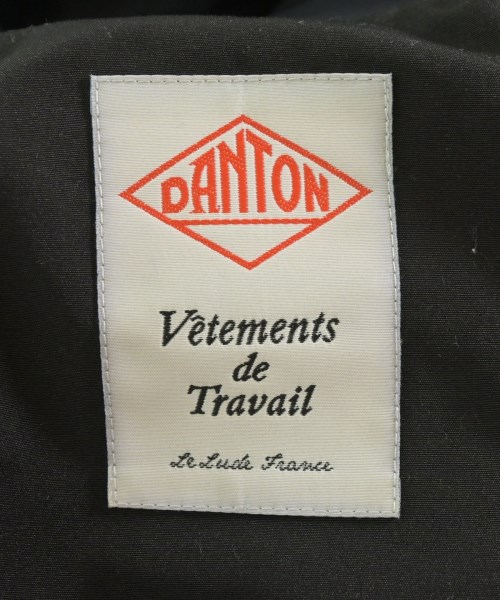 DANTON
Vêtements
de
Travail
Le Lude France